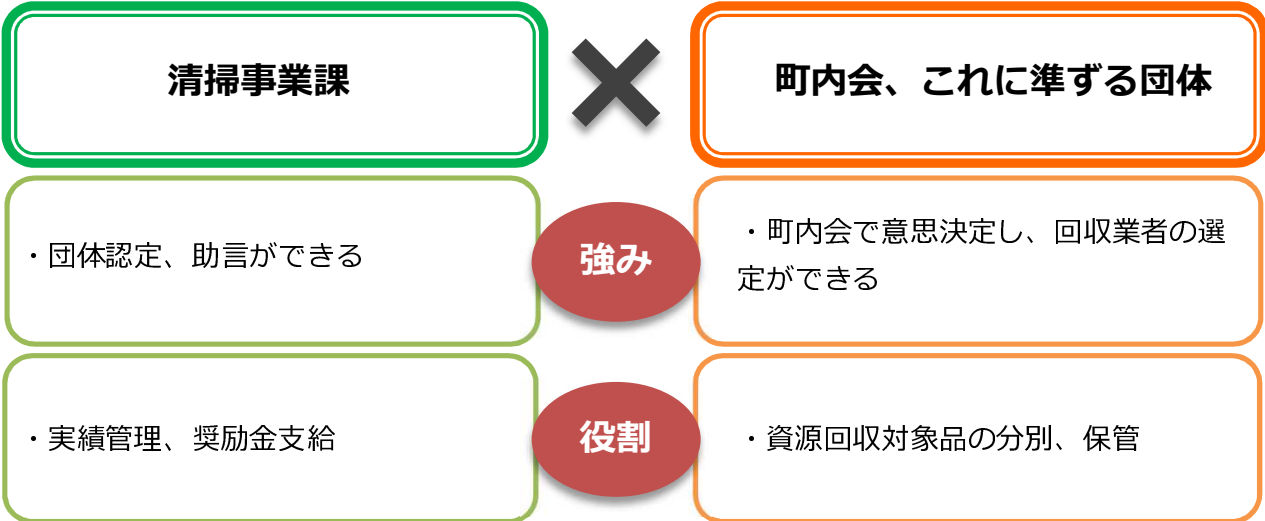 清掃事業課
町内会、これに準ずる団体
・団体認定、助言ができる
強み
・町内会で意思決定し、回収業者の選
定ができる
・実績管理、奨励金支給
役割
・資源回収対象品の分別、保管